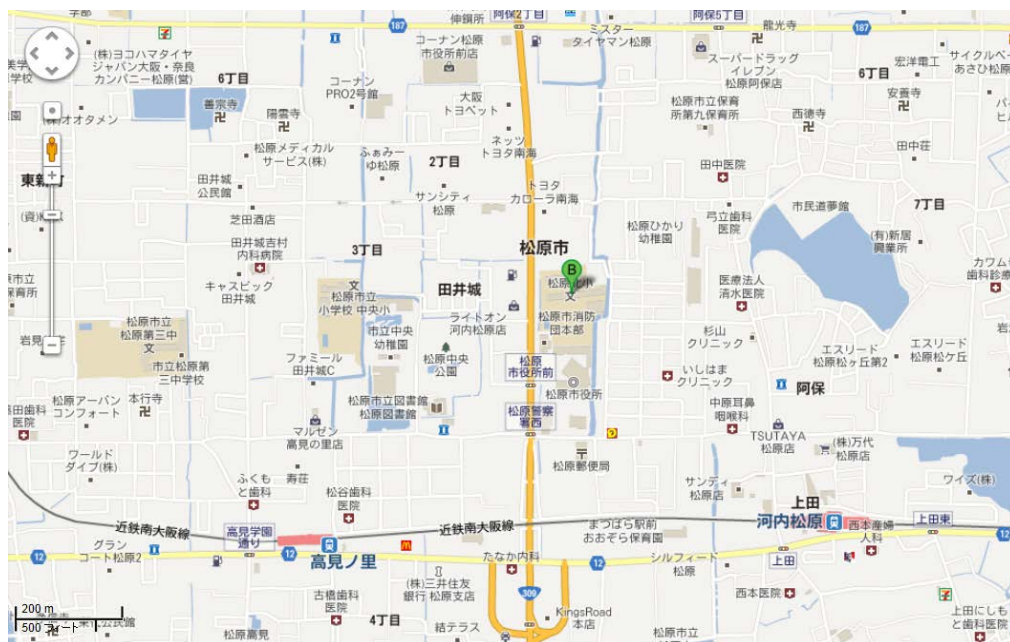 学部
伸鋼所
阿保2丁目
阿保5丁目
187
187
ミスター
タイヤマン松原
龍光寺
コーナン松原
市役所前店
(株)ヨコハマタイヤ
ジャパン大阪・奈良
カンパニー松原(営)
6丁目
コーナン
PRO2号館
スーパードラッグ
イレブン
松原阿保店
サイクルベー
あさひ松原
宏洋電工
6丁目
安養寺
善宗寺
陽雲寺
(株)オオタメン
大阪
トヨペット
松原市立保育
所第九保育所
西徳寺
松原メディカル
サービス(株)
ふぁみー
ゆ松原
2丁目
ネッツ
トヨタ南海
田中荘
田中医院
東新町
田井城
公民館
サンシティ
松原
トヨタ
カローラ南海
市民道夢館
7丁目
芝田酒店
松原ひかり
幼稚園
弓立歯科
医院
(有)新居
興業所
田井城吉村
内科病院
3丁目
松原市
B
松原北小
カワム
歯科診療
キャスピック
田井城
松原市立
小学校 中央小
田井城
医療法人
清水医院
松原市立
松原第三中
市立中央
幼稚園
ライトオン
河内松原店
松原市消防
団本部
杉山
クリニック
市立松原第
三中学校
ファミール
田井城C
松原中央
公園
松原
市役所前
エスリード
松原松ヶ丘第2
エスリード
松原松ケ丘
いしはま
クリニック
阿保
松原アーバン
コンフォート
本行寺
松原市立図書館
松原図書館
松原市役所
中原耳鼻
咽喉科
松原警察
署西
マルゼン
高見の里店
TSUTAYA
松原店
(株)万代
松原店
ワールド
ダイブ(株)
ふくも
と歯科
寿荘
松谷歯科
医院
松原郵便局
サンディ
松原店
上田
ワイズ(株)
近鉄南大阪線
高見学園
通り
近鉄南大阪線
まつばら駅前
おおぞら保育園
河内松原
西本産婦
人科
上田東
12
12
グラン
コート松原2
12
高見ノ里
たなか内科
12
シルフィード
松原
上田
(株)三井住友
銀行 松原支店
309
西本医院
古橋歯科
医院
KingsRoad
本店
上田にしも
と歯科医院
200 m
500 フィート
松原高見
4丁目
結テラス